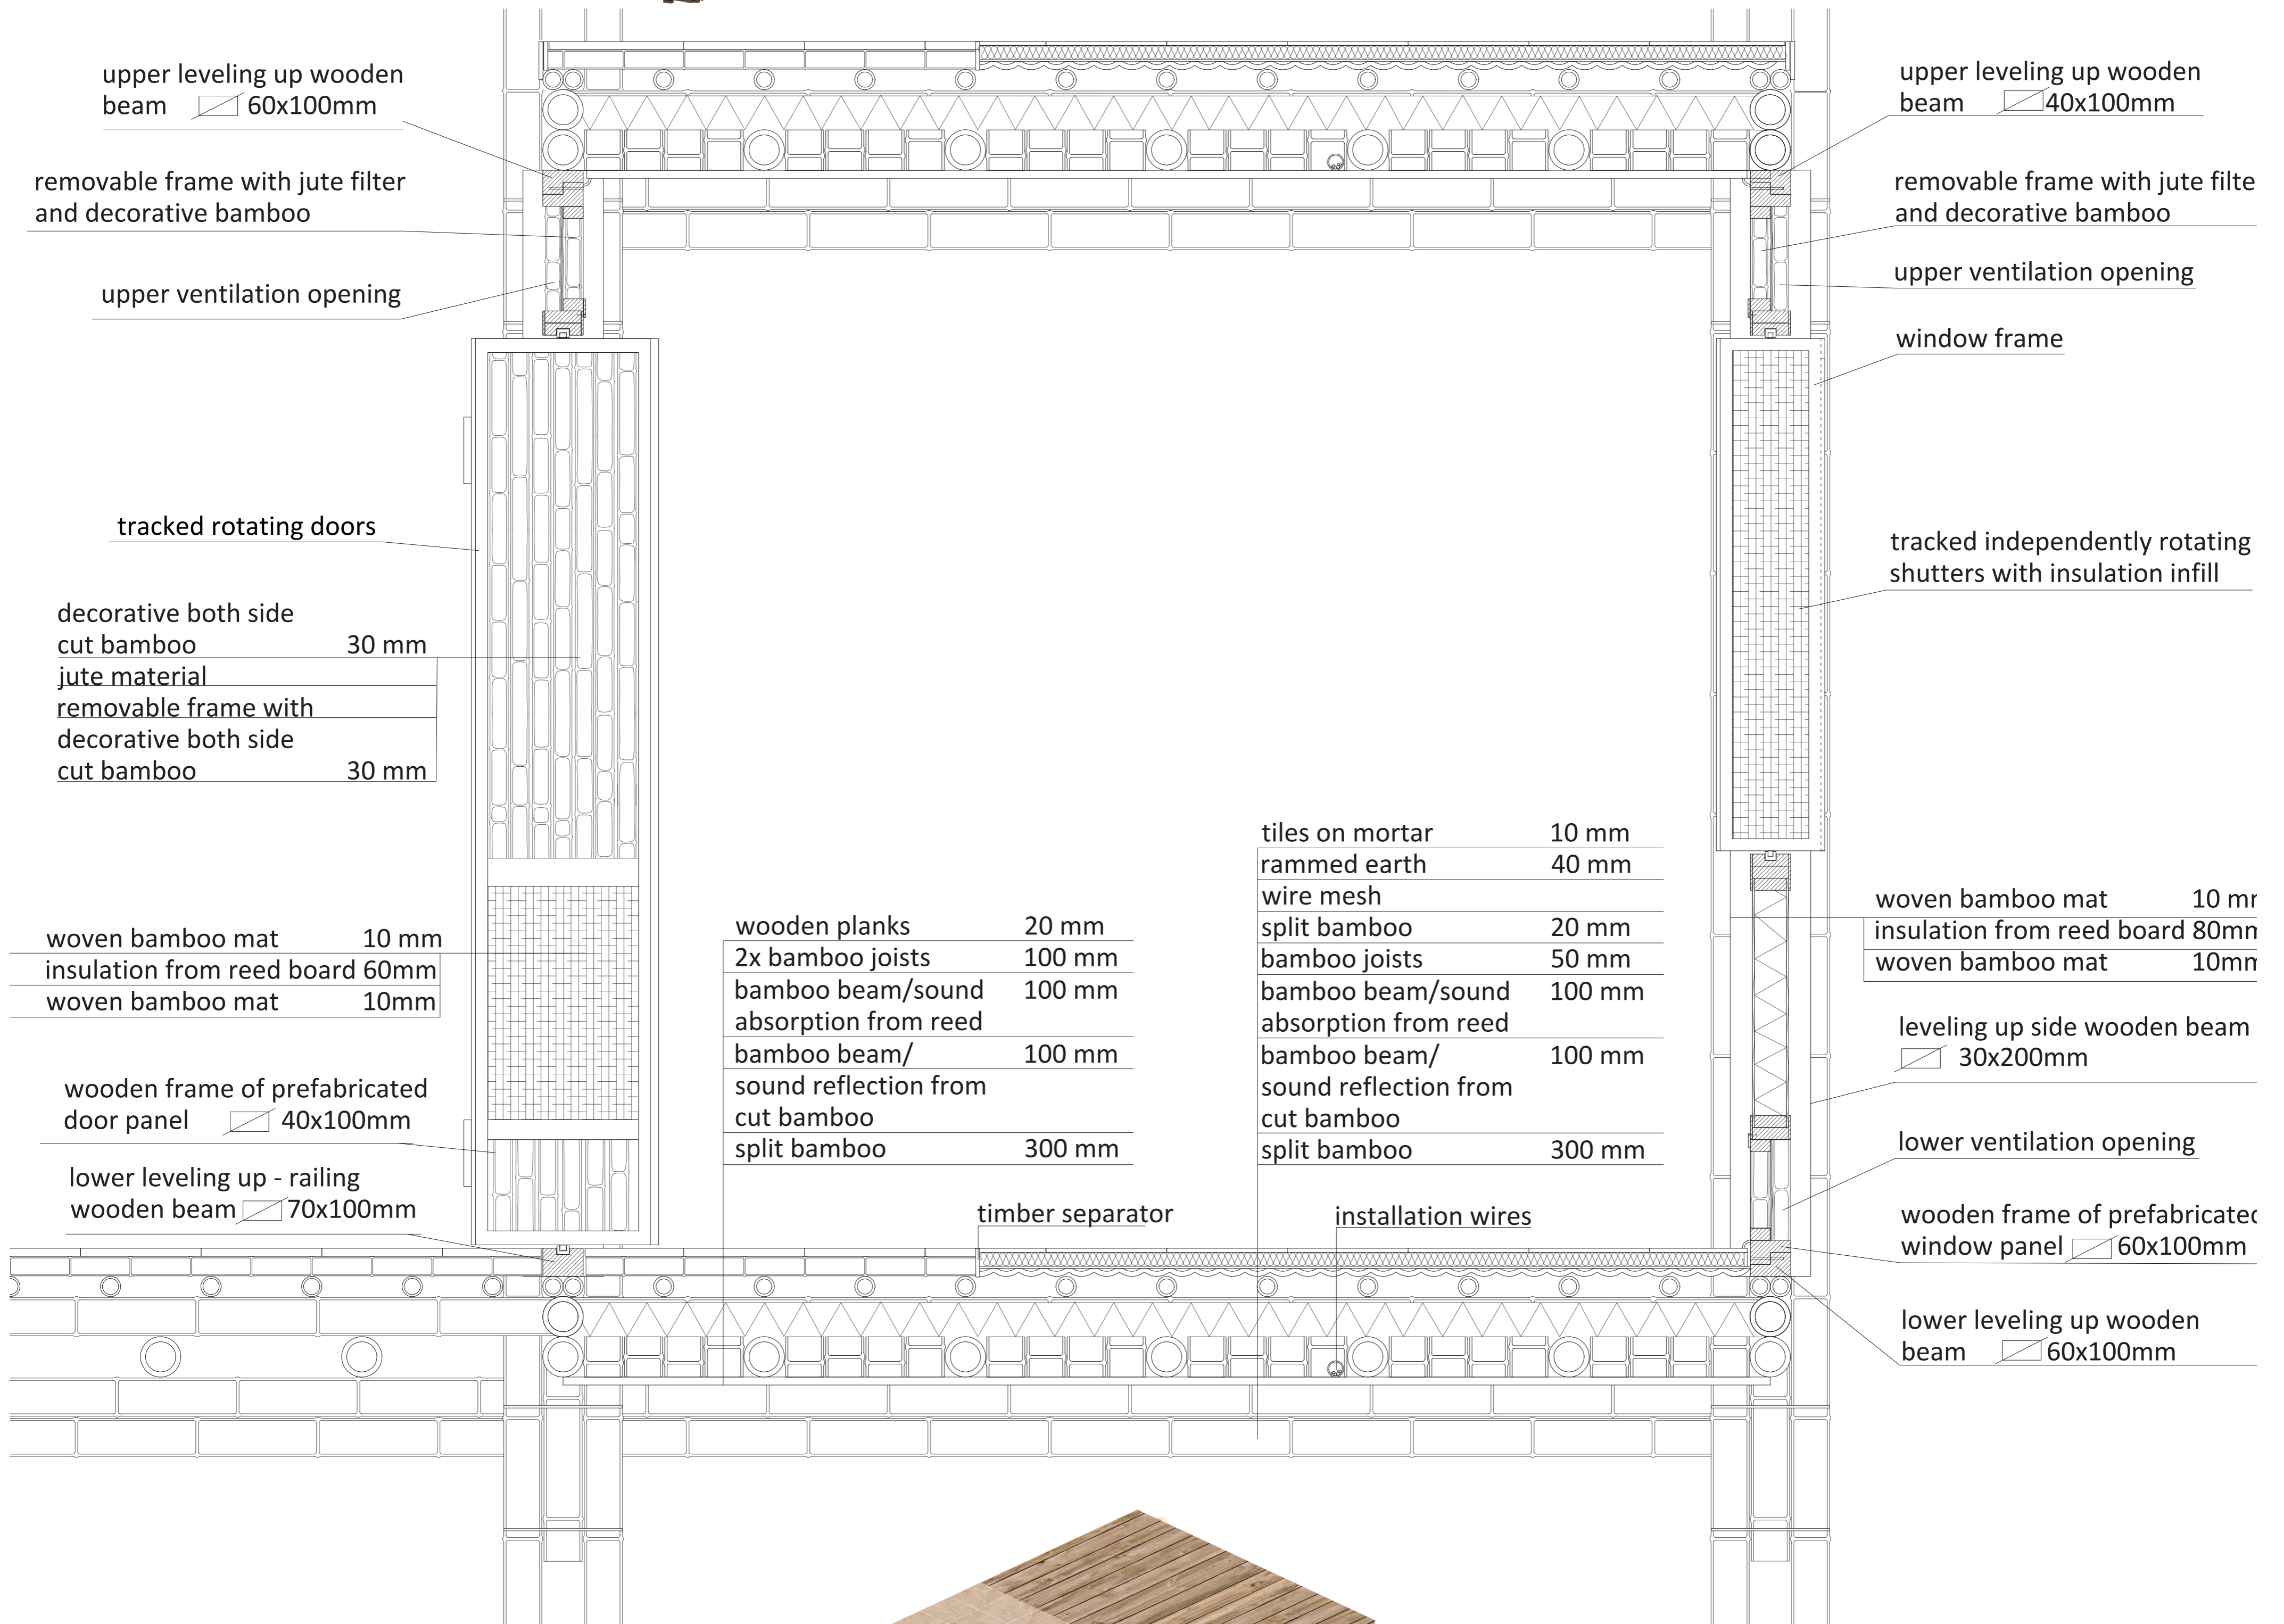 upper leveling up wooden
beam 60x100mm
removable frame with jute filter
and decorative bamboo
upper ventilation opening
tracked rotating doors
decorative both side
cut bamboo 30 mm
jute material
removable frame with
decorative both side
cut bamboo 30 mm
woven bamboo mat 10 mm
insulation from reed board 60mm
woven bamboo mat 10mm
wooden frame of prefabricated
door panel 40x100mm
lower leveling up - railing
wooden beam 70x100mm
wooden planks 20 mm
2x bamboo joists 100 mm
bamboo beam/sound 100 mm
absorption from reed
bamboo beam/ 100 mm
sound reflection from
cut bamboo
split bamboo 300 mm
timber separator
tiles on mortar 10 mm
rammed earth 40 mm
wire mesh
split bamboo 20 mm
bamboo joists 50 mm
bamboo beam/sound 100 mm
absorption from reed
bamboo beam/ 100 mm
sound reflection from
cut bamboo
split bamboo 300 mm
installation wires
upper leveling up wooden
beam 40x100mm
removable frame with jute filte
and decorative bamboo
upper ventilation opening
window frame
tracked independently rotating
shutters with insulation infill
woven bamboo mat 10 m
insulation from reed board 80m
woven bamboo mat 10m
leveling up side wooden beam
30x200mm
lower ventilation opening
wooden frame of prefabricated
window panel 60x100mm
lower leveling up wooden
beam 60x100mm